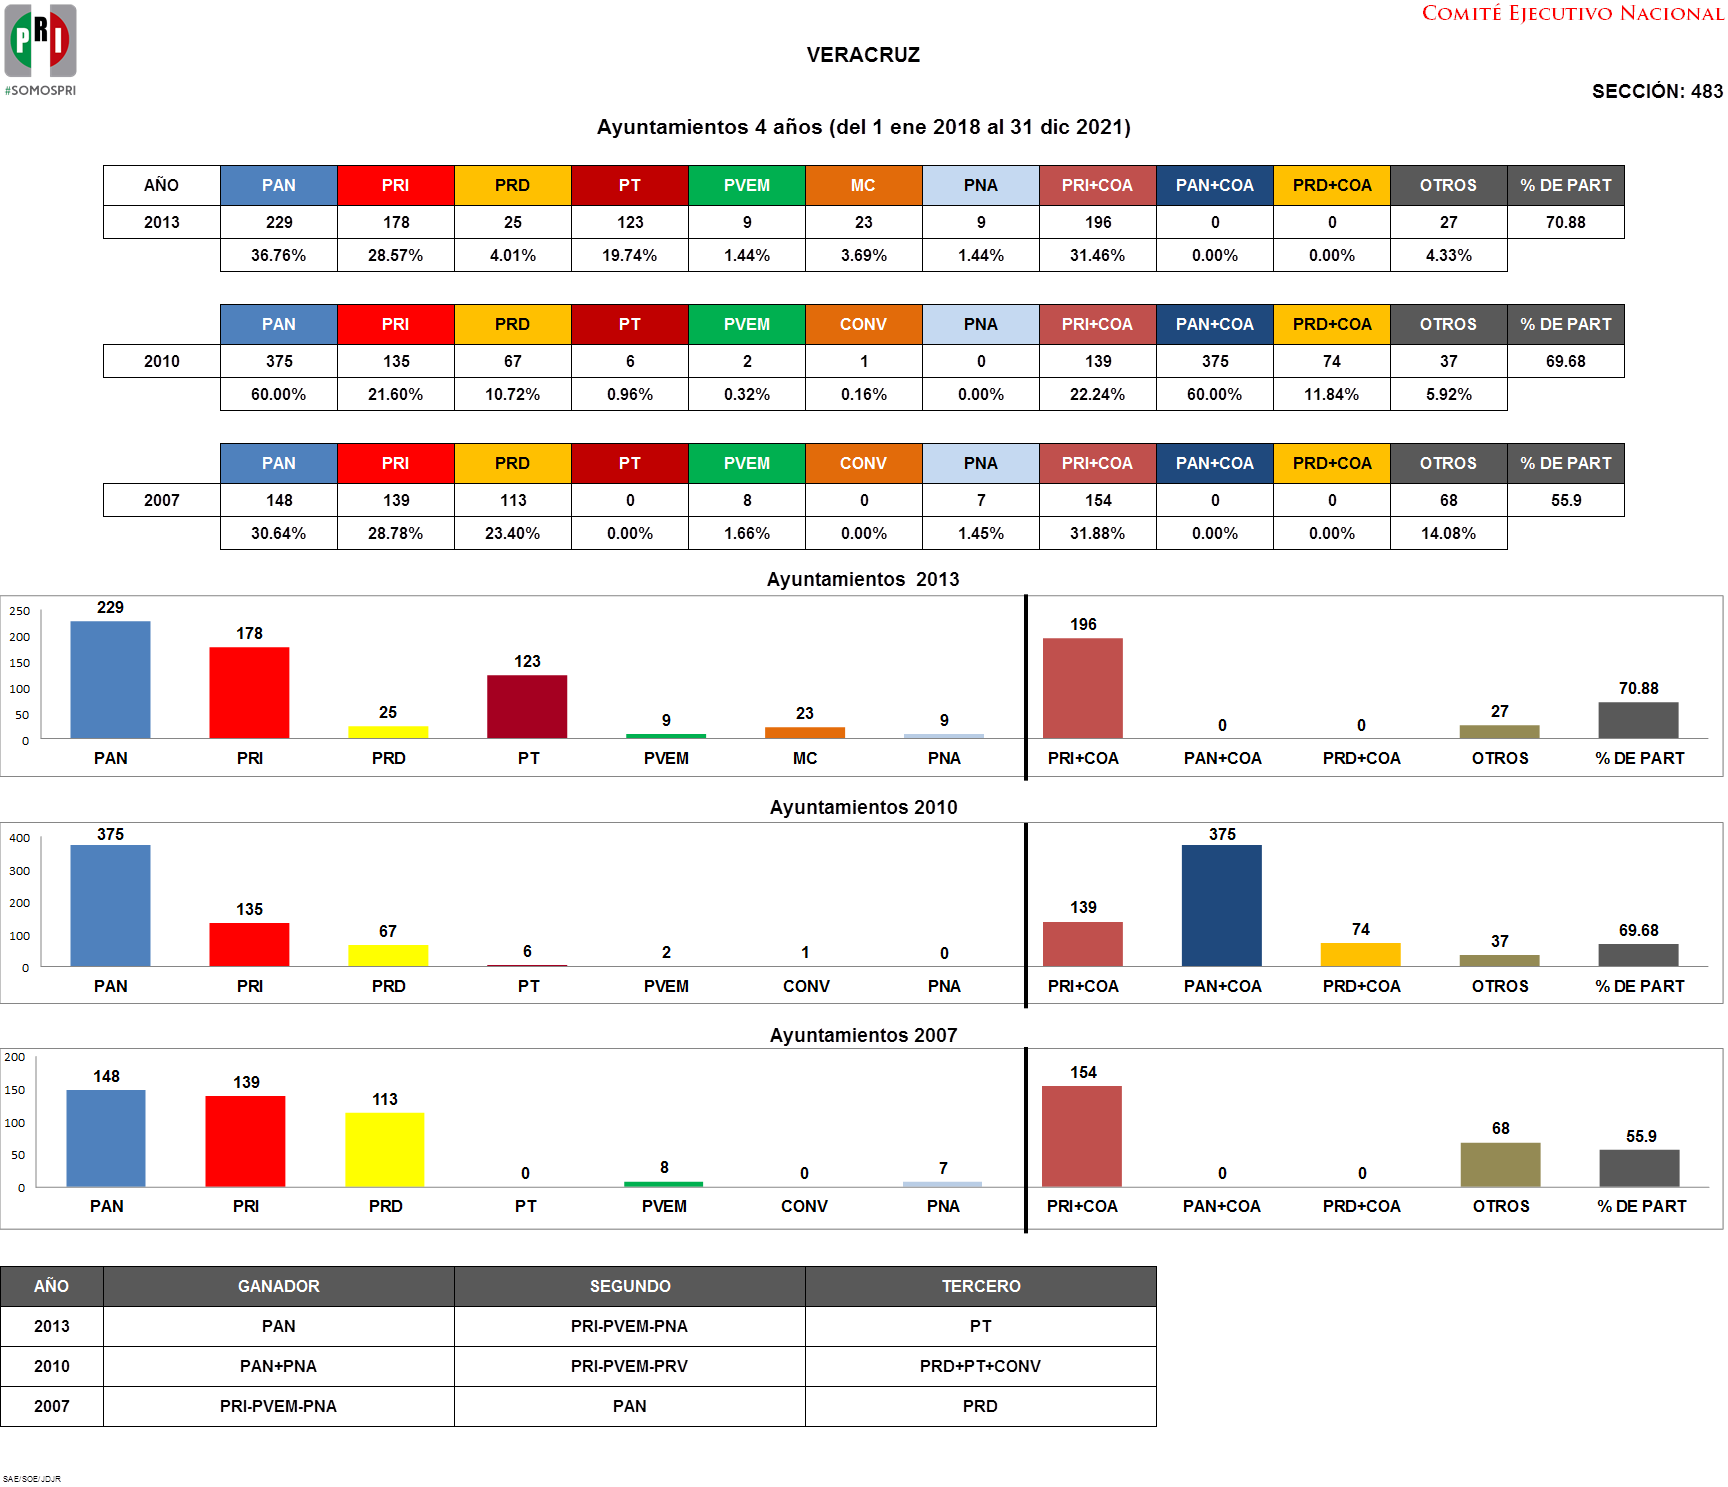 PRI
#SOMOSPRI
COMITÉ EJECUTIVO NACIONAL
VERACRUZ
SECCIÓN: 483
Ayuntamientos 4 años (del 1 ene 2018 al 31 dic 2021)
AÑO PAN PRI PRD PT PVEM MC PNA PRI+COA PAN+COA PRD+COA OTROS % DE PART
2013 229 178 25 123 9 23 9 196 0 0 27 70.88
36.76% 28.57% 4.01% 19.74% 1.44% 3.69% 1.44% 31.46% 0.00% 0.00% 4.33%
PAN PRI PRD PT PVEM CONV PNA PRI+COA PAN+COA PRD+COA OTROS % DE PART
2010 375 135 67 6 2 1 0 139 375 74 37 69.68
60.00% 21.60% 10.72% 0.96% 0.32% 0.16% 0.00% 22.24% 60.00% 11.84% 5.92%
PAN PRI PRD PT PVEM CONV PNA PRI+COA PAN+COA PRD+COA OTROS % DE PART
2007 148 139 113 0 8 0 7 154 0 0 68 55.9
30.64% 28.78% 23.40% 0.00% 1.66% 0.00% 1.45% 31.88% 0.00% 0.00% 14.08%
Ayuntamientos 2013
250
200
150
100
50
0
229 178 25 123 9 23 9 196 0 0 27 70.88
PAN PRI PRD PT PVEM MC PNA PRI+COA PAN+COA PRD+COA OTROS % DE PART
Ayuntamientos 2010
400
300
200
100
0
375 135 67 6 2 1 0 139 375 74 37 69.68
PAN PRI PRD PT PVEM CONV PNA PRI+COA PAN+COA PRD+COA OTROS % DE PART
Ayuntamientos 2007
200
150
100
50
0
148 139 113 0 8 0 7 154 0 0 68 55.9
PAN PRI PRD PT PVEM CONV PNA PRI+COA PAN+COA PRD+COA OTROS % DE PART
AÑO GANADOR SEGUNDO TERCERO
2013 PAN PRI-PVEM-PNA PT
2010 PAN+PNA PRI-PVEM-PRV PRD+PT+CONV
2007 PRI-PVEM-PNA PAN PRD
SAE/SOE/JDJR